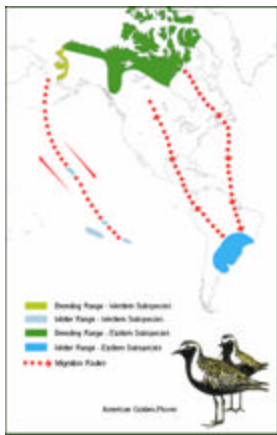 Breeding Range - Western Subspecies
Winter Range - Western Subspecies
Breeding Range - Eastern Subspecies
Winter Range - Eastern Subspecies
Migration Routes
American Golden-Plover